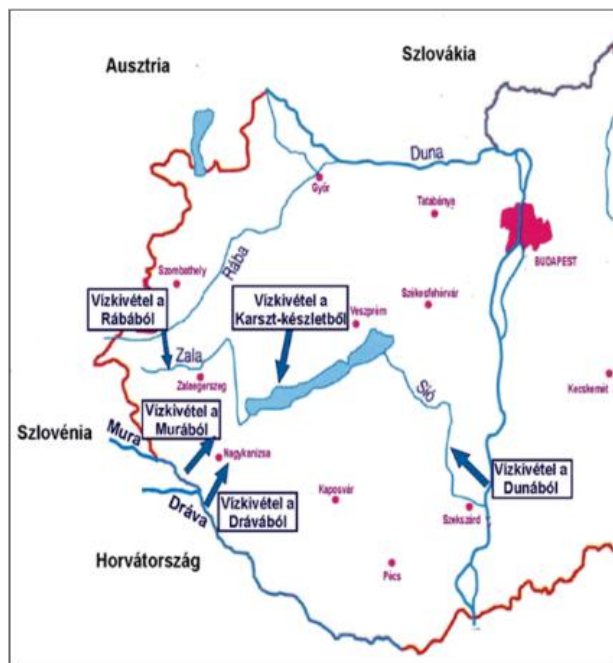 Szlovákia
Ausztria
Duna
Győr
Tatabánya
Rába
Szombathely
BUDAPEST
Vízkivétel a
Rábából
Vízkivétel a
Karszt-készletből
Székesfehérvár
Veszprém
Zala
Zalaegerszeg
Kecskemét
Sió
Vízkivétel a
Murából
Szlovénia
Mura
Nagykanizsa
Vízkivétel a
Dunából
Vízkivétel a
Drávából
Kaposvár
Dráva
Szekszárd
Horvátország
Pécs